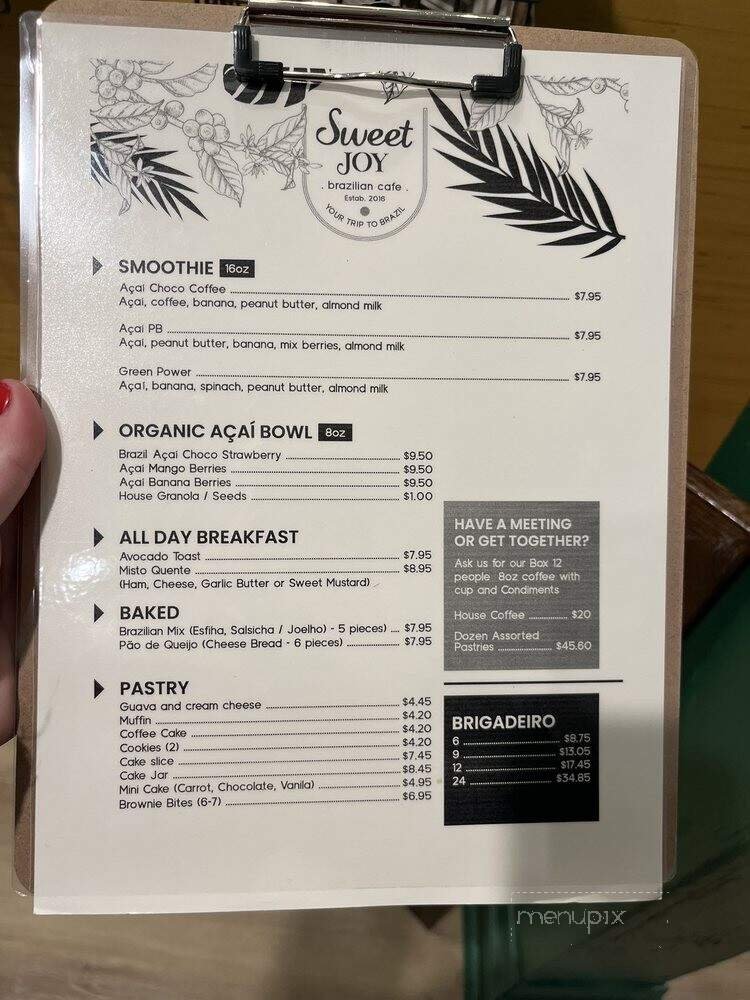 Sweet
JOY
. brazilian cafe .
Estab. 2016
YOUR TRIP TO BRAZIL
SMOOTHIE 16oz
Açaí Choco Coffee $7.95
Açaí, coffee, banana, peanut butter, almond milk
Açaí PB $7.95
Açaí, peanut butter, banana, mix berries, almond milk
Green Power $7.95
Açaí, banana, spinach, peanut butter, almond milk
ORGANIC AÇAÍ BOWL 8oz
Brazil Açaí Choco Strawberry $9.50
Açaí Mango Berries $9.50
Açaí Banana Berries $9.50
House Granola / Seeds $1.00
ALL DAY BREAKFAST
Avocado Toast $7.95
Misto Quente $8.95
(Ham, Cheese, Garlic Butter or Sweet Mustard)
BAKED
Brazilian Mix (Esfiha, Salsicha / Joelho) - 5 pieces) $7.95
Pão de Queijo (Cheese Bread - 6 pieces) $7.95
PASTRY
Guava and cream cheese $4.45
Muffin $4.20
Coffee Cake $4.20
Cookies (2) $4.20
Cake slice $7.45
Cake Jar $8.45
Mini Cake (Carrot, Chocolate, Vanila) $4.95
Brownie Bites (6-7) $6.95
HAVE A MEETING
OR GET TOGETHER?
Ask us for our Box 12
people 8oz coffee with
cup and Condiments
House Coffee $20
Dozen Assorted
Pastries $45.60
BRIGADEIRO
6 $8.75
9 $13.05
12 $17.45
24 $34.85
menupix